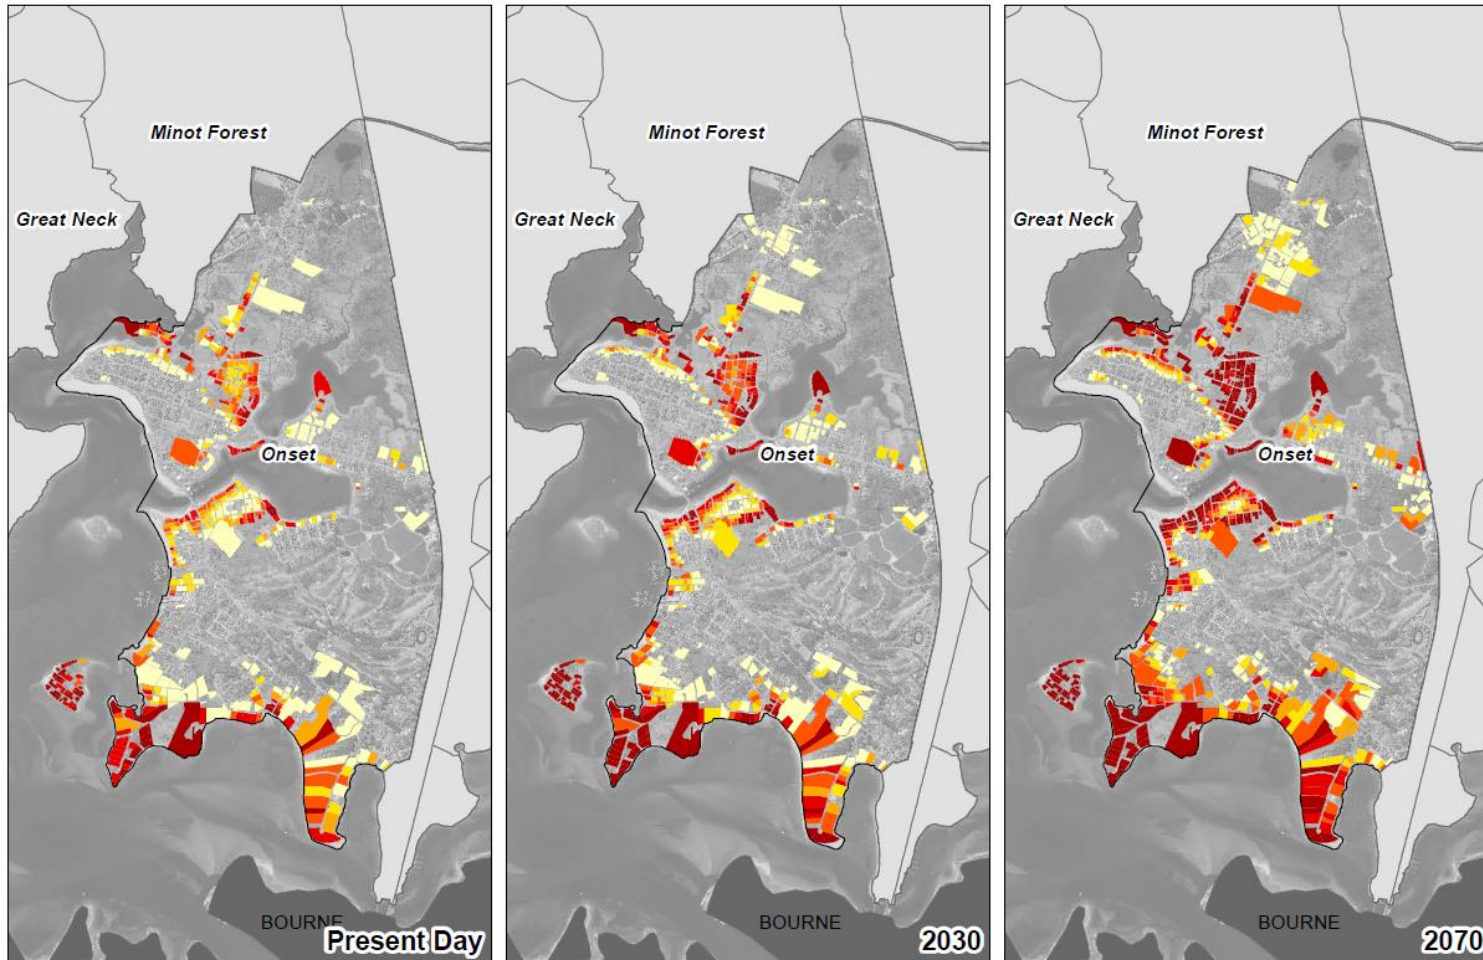 Minot Forest
Great Neck
Onset
BOURNE
Present Day
Minot Forest
Great Neck
Onset
BOURNE
2030
Minot Forest
Great Neck
Onset
BOURNE
2070